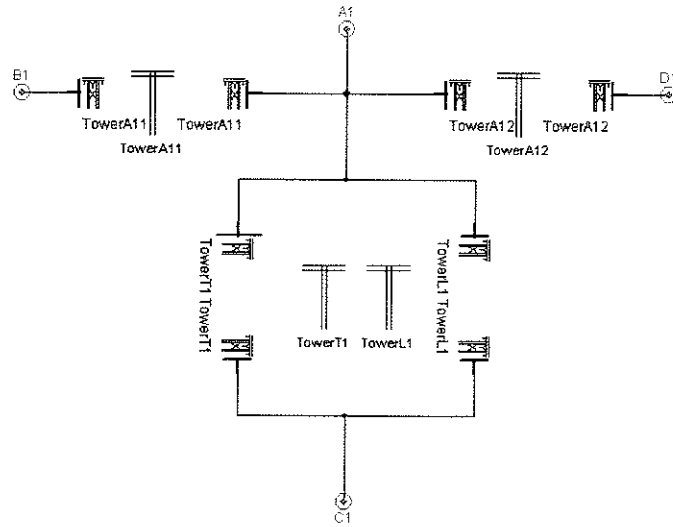 A1
B1
D1
TowerA11
TowerA11
TowerA12
TowerA12
TowerA11
TowerA12
TowerT1 TowerT1
TowerL1 TowerL1
TowerT1
TowerL1
C1